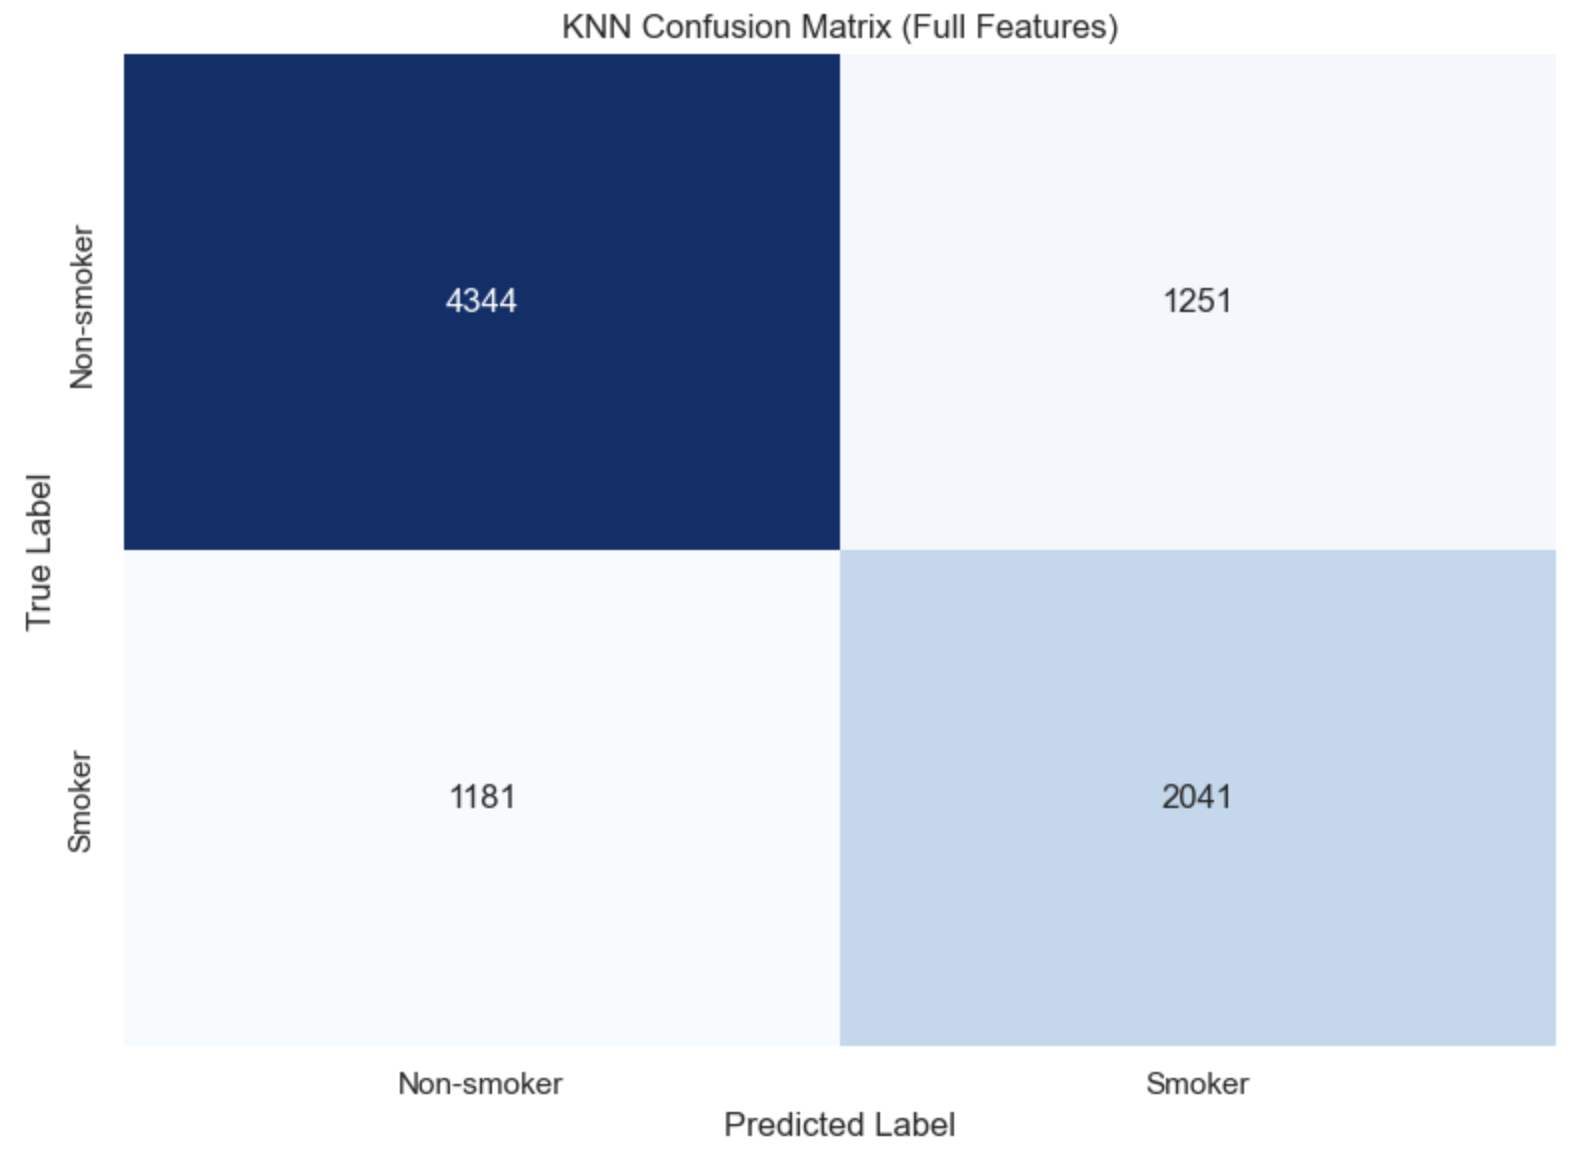 KNN Confusion Matrix (Full Features)
True Label
Non-smoker
4344
1251
Smoker
1181
2041
Non-smoker
Smoker
Predicted Label